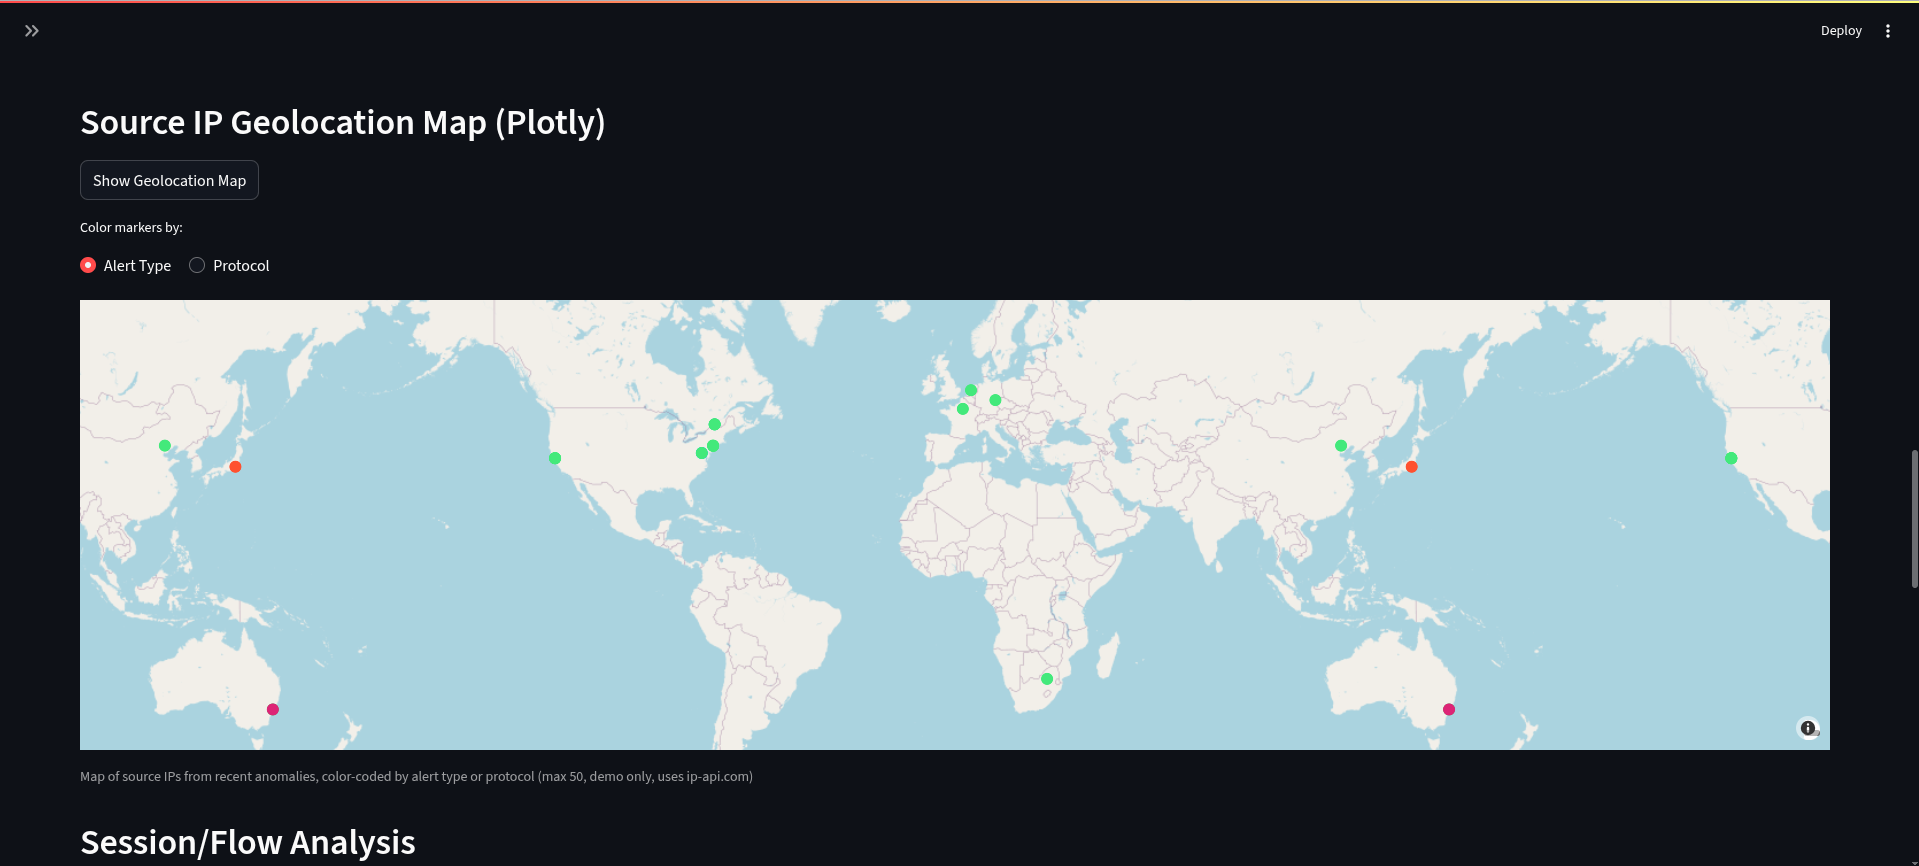 Deploy
Source IP Geolocation Map (Plotly)
Show Geolocation Map
Color markers by:
Alert Type Protocol
Map of source IPs from recent anomalies, color-coded by alert type or protocol (max 50, demo only, uses ip-api.com)
Session/Flow Analysis